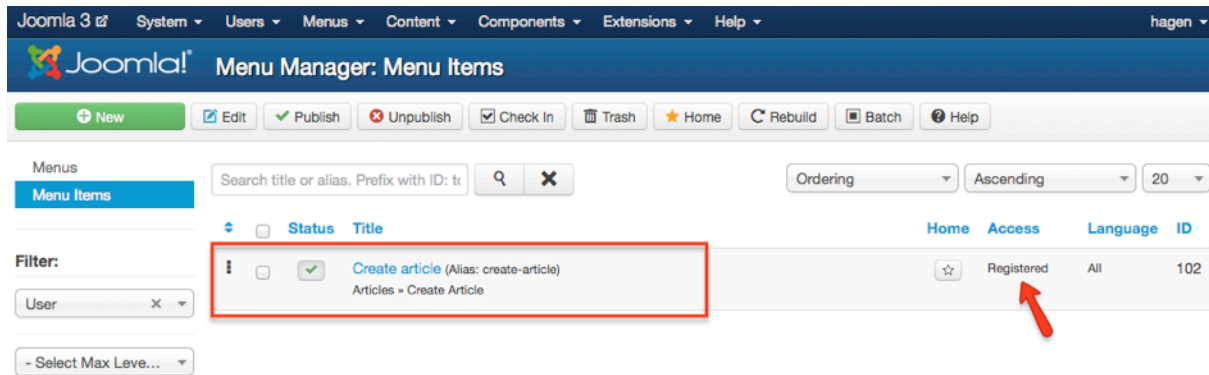 Joomla 3 System Users Menus Content Components Extensions Help hagen
Joomla!® Menu Manager: Menu Items
New Edit Publish Unpublish Check In Trash Home Rebuild Batch Help
Menus
Menu Items
Search title or alias. Prefix with ID: to
Ordering Ascending 20
Status Title Home Access Language ID
Filter:
Create article (Alias: create-article) Registered All 102
Articles » Create Article
User
- Select Max Leve...